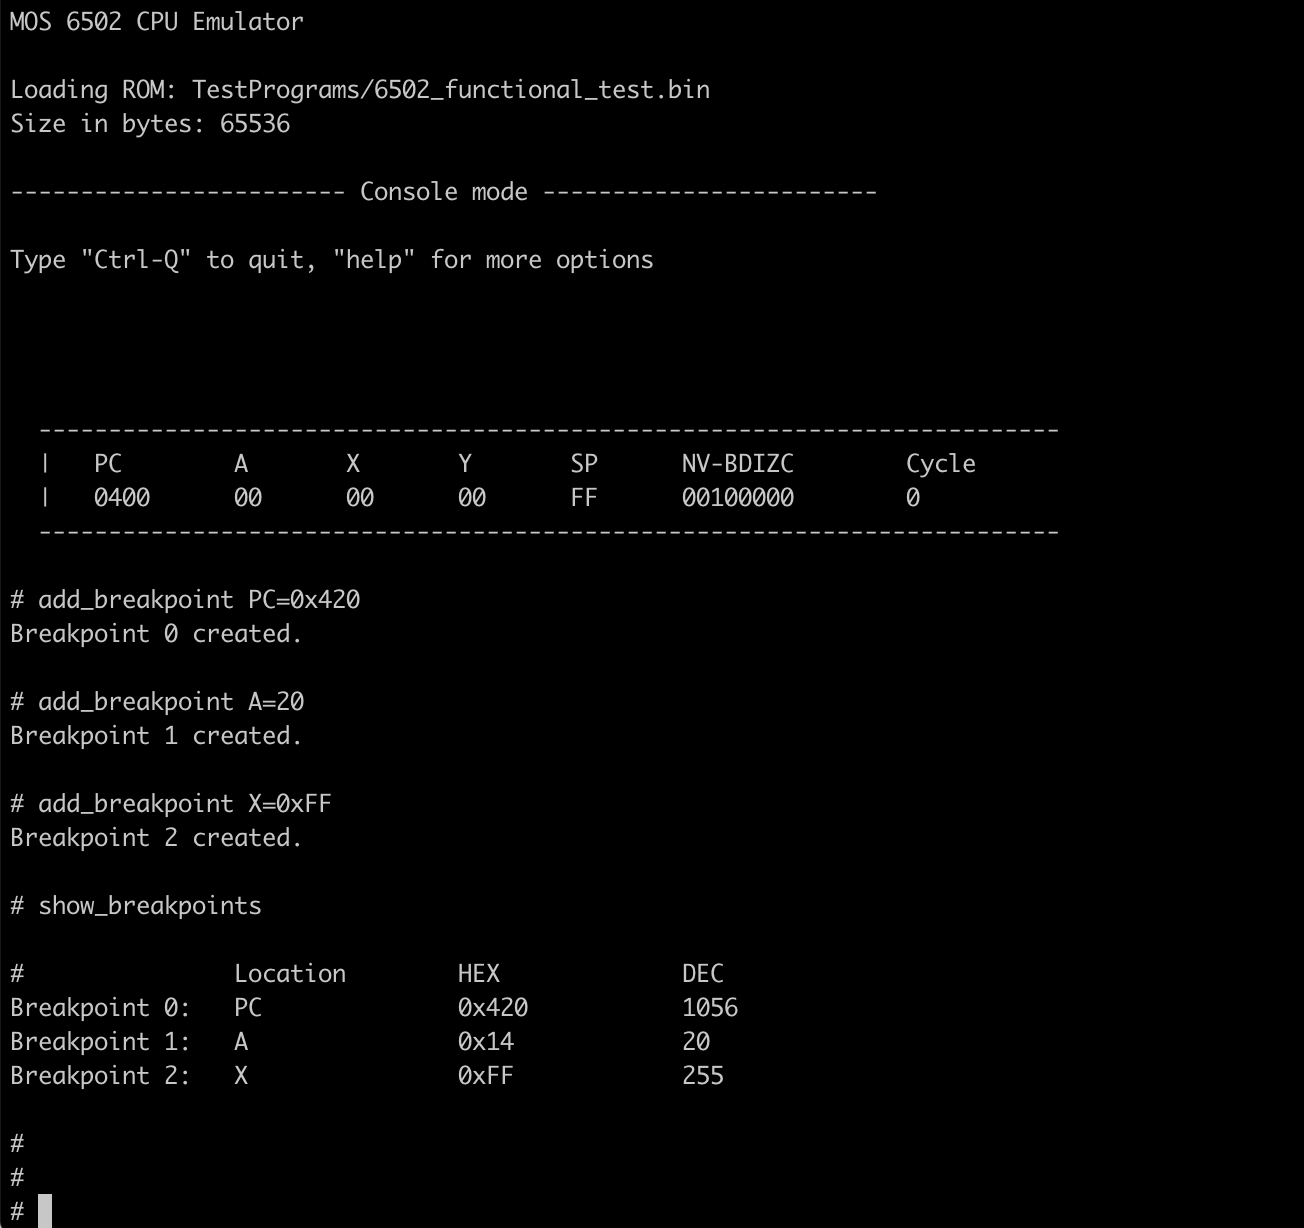 MOS 6502 CPU Emulator
Loading ROM: TestPrograms/6502_functional_test.bin
Size in bytes: 65536
------------------------ Console mode ------------------------
Type "Ctrl-Q" to quit, "help" for more options
-------------------------------------------------------------------------
|   PC        A       X       Y       SP      NV-BDIZC        Cycle
|   0400      00      00      00      FF      00100000        0
-------------------------------------------------------------------------
# add_breakpoint PC=0x420
Breakpoint 0 created.
# add_breakpoint A=20
Breakpoint 1 created.
# add_breakpoint X=0xFF
Breakpoint 2 created.
# show_breakpoints
#               Location        HEX             DEC
Breakpoint 0:   PC              0x420           1056
Breakpoint 1:   A               0x14            20
Breakpoint 2:   X               0xFF            255
#
#
#